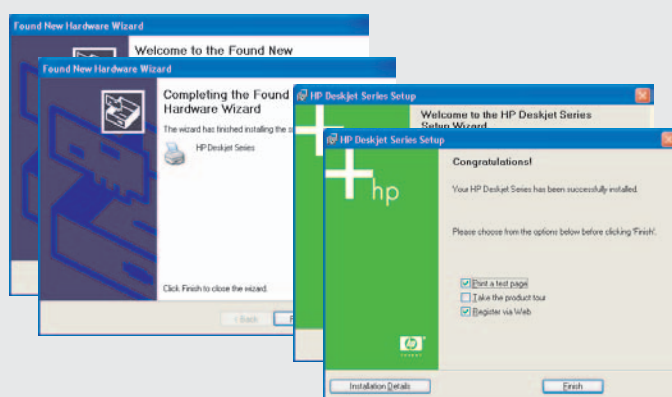 Found New Hardware Wizard
Welcome to the Found New
Found New Hardware Wizard
Completing the Found
Hardware Wizard
The wizard has finished installing the
HP Deskjet Series
Click Finish to close the wizard.
< Back
HP Deskjet Series Setup
Welcome to the HP Deskjet Series
Setup Wizard
HP Deskjet Series Setup
hp
Congratulations!
Your HP Deskjet Series has been successfully installed.
Please choose from the options below before clicking 'Finish'.
Print a test page
Take the product tour
Register via Web
hp
invent
Installation Details
Finish